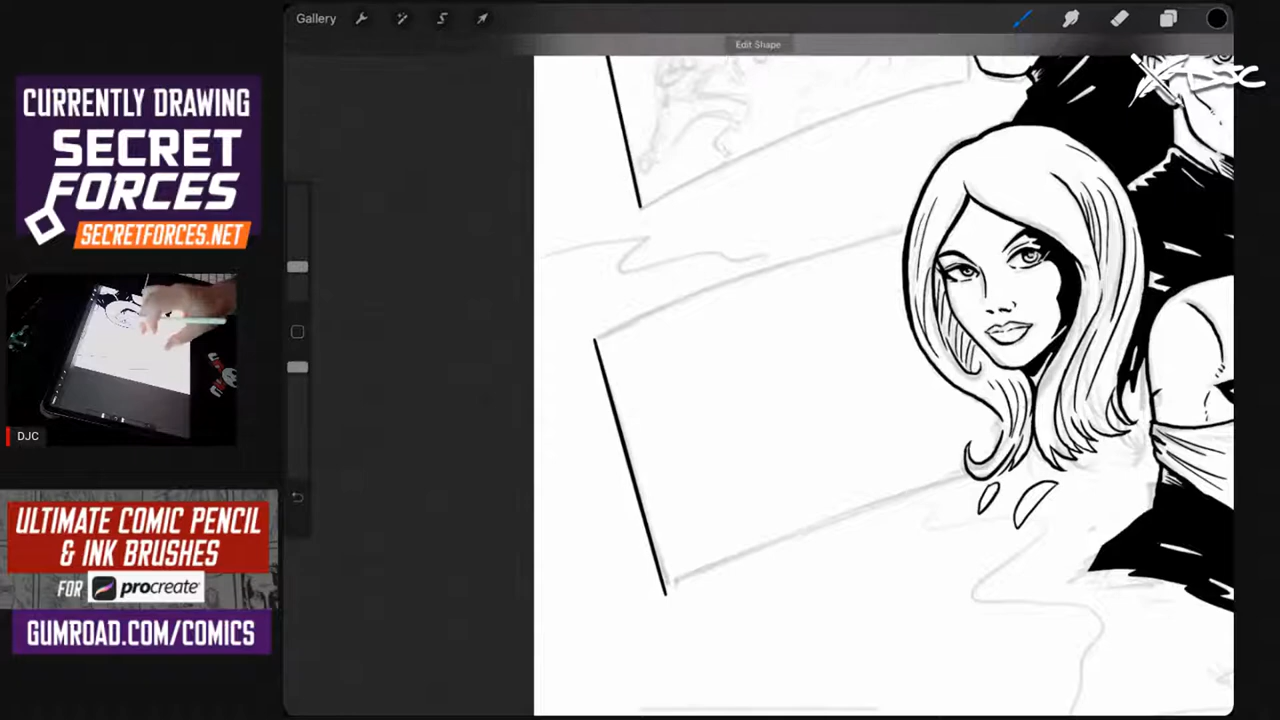 Gallery
Edit Shape
CURRENTLY DRAWING
SECRET
FORCES
SECRETFORCES.NET
DJC
ULTIMATE COMIC PENCIL
& INK BRUSHES
FOR procreate
GUMROAD.COM/COMICS